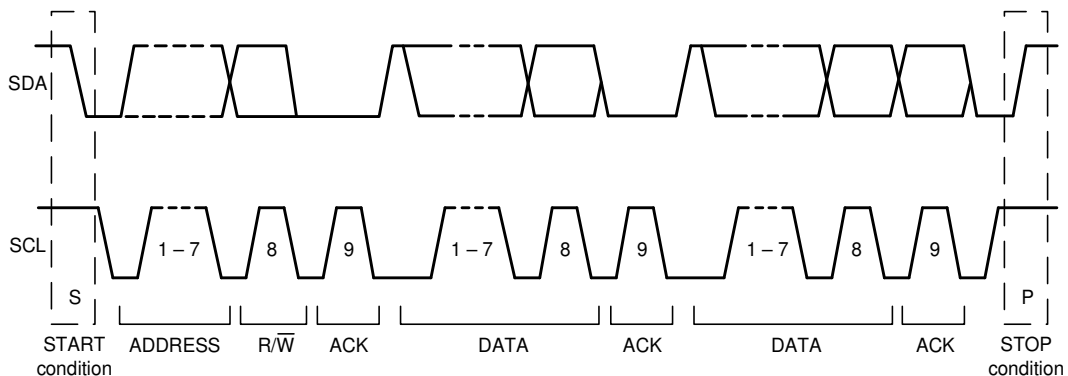 SDA
SCL
1 – 7 8 9 1 – 7 8 9 1 – 7 8 9
S P
START ADDRESS R/W̅ ACK DATA ACK DATA ACK STOP
condition condition